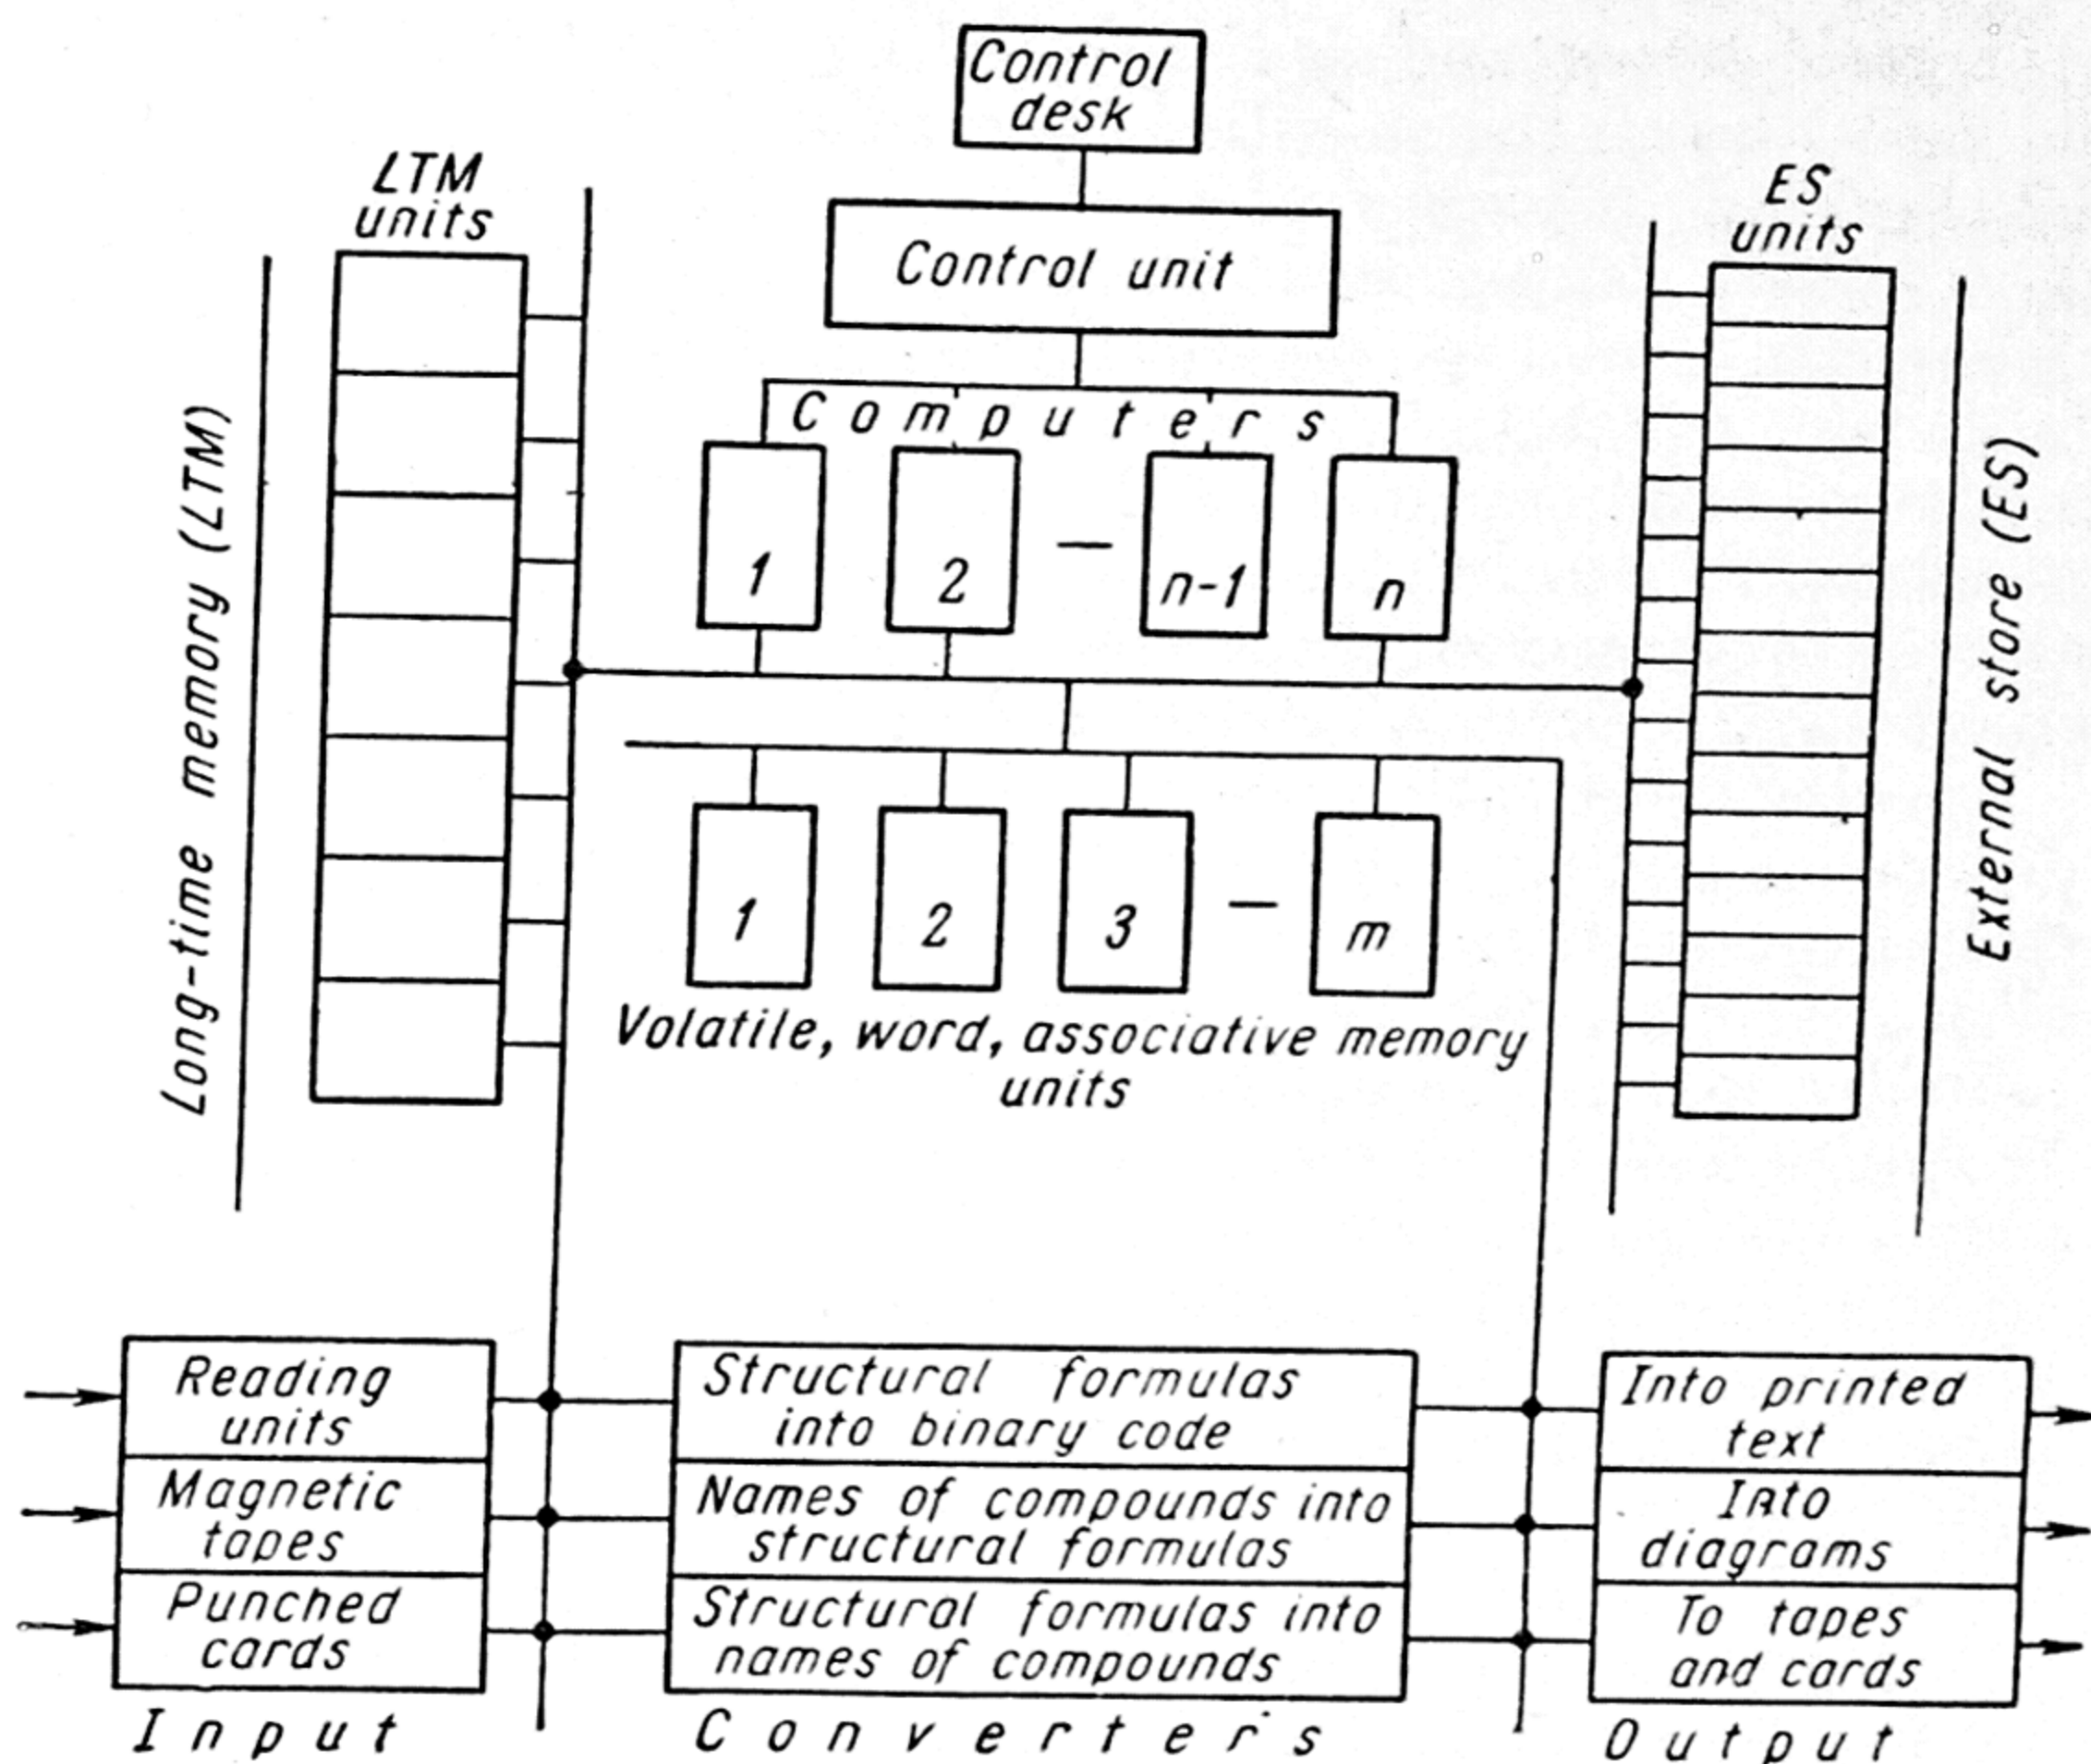 Control
desk
LTM
units
Control unit
ES
units
Computers
1
2
n-1
n
Long-time memory (LTM)
External store (ES)
1
2
3
m
Volatile, word, associative memory
units
Reading
units
Magnetic
tapes
Punched
cards
Input
Structural formulas
into binary code
Names of compounds into
structural formulas
Structural formulas into
names of compounds
Converters
Into printed
text
Into
diagrams
To tapes
and cards
Output